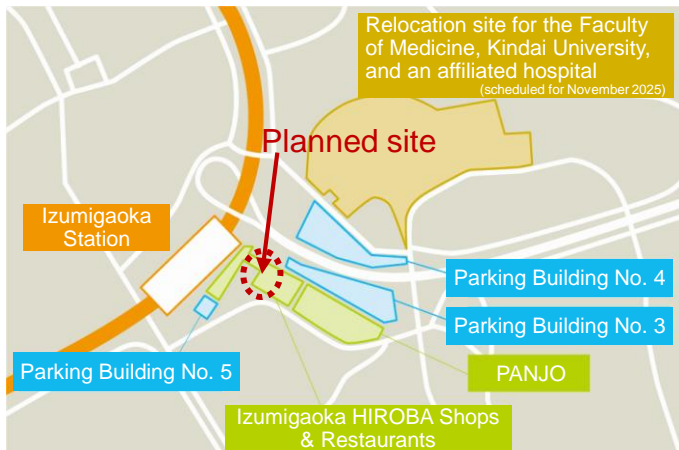 Relocation site for the Faculty
of Medicine, Kindai University,
and an affiliated hospital
(scheduled for November 2025)
Planned site
Izumigaoka
Station
Parking Building No. 4
Parking Building No. 3
Parking Building No. 5
PANJO
Izumigaoka HIROBA Shops
& Restaurants